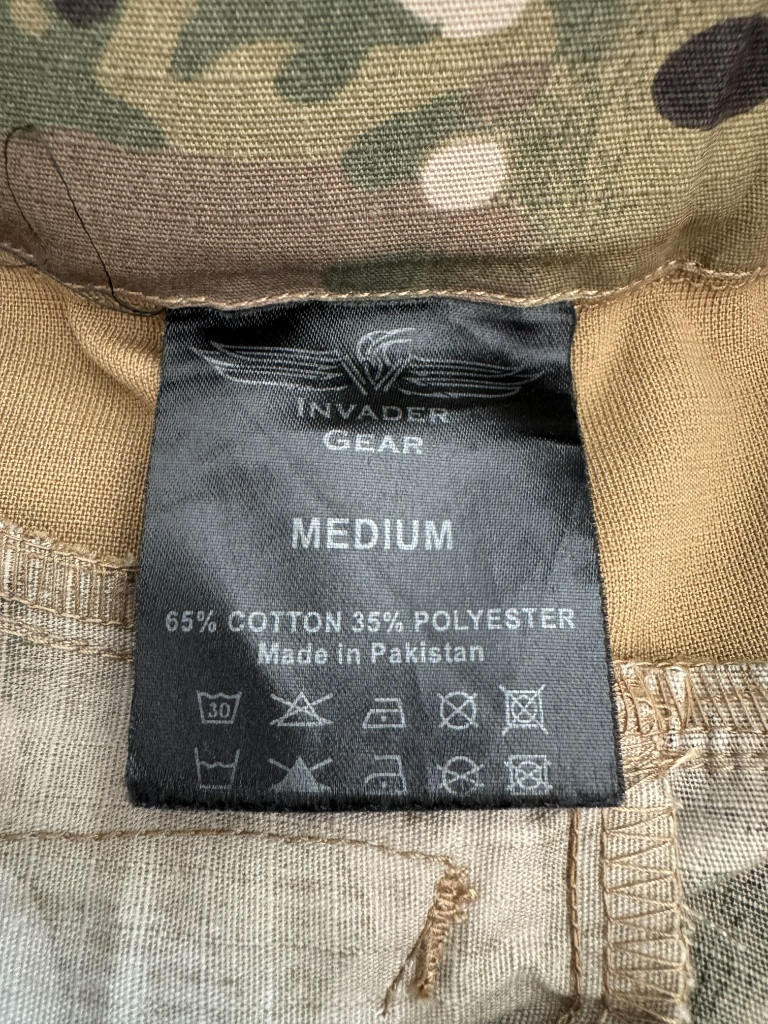 INVADER
GEAR
MEDIUM
65% COTTON 35% POLYESTER
Made in Pakistan
30